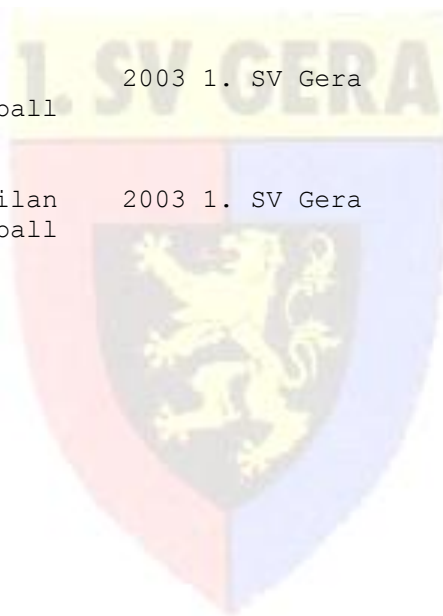 1. SV GERA
2003 1. SV Gera
ball
ilan 2003 1. SV Gera
ball